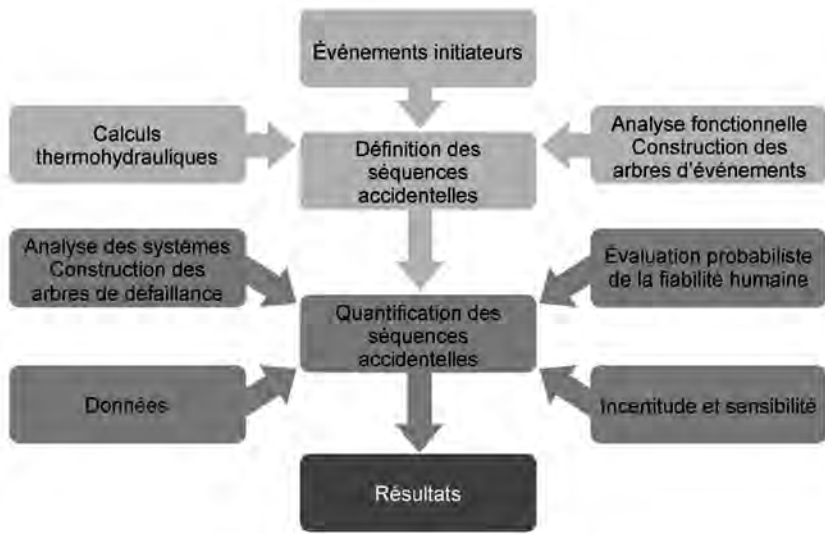 Événements initiateurs
Calculs
thermohydrauliques
Définition des
séquences
accidentelles
Analyse fonctionnelle
Construction des
arbres d'événements
Analyse des systèmes
Construction des
arbres de défaillance
Évaluation probabiliste
de la fiabilité humaine
Quantification des
séquences
accidentelles
Données
Incertitude et sensibilité
Résultats